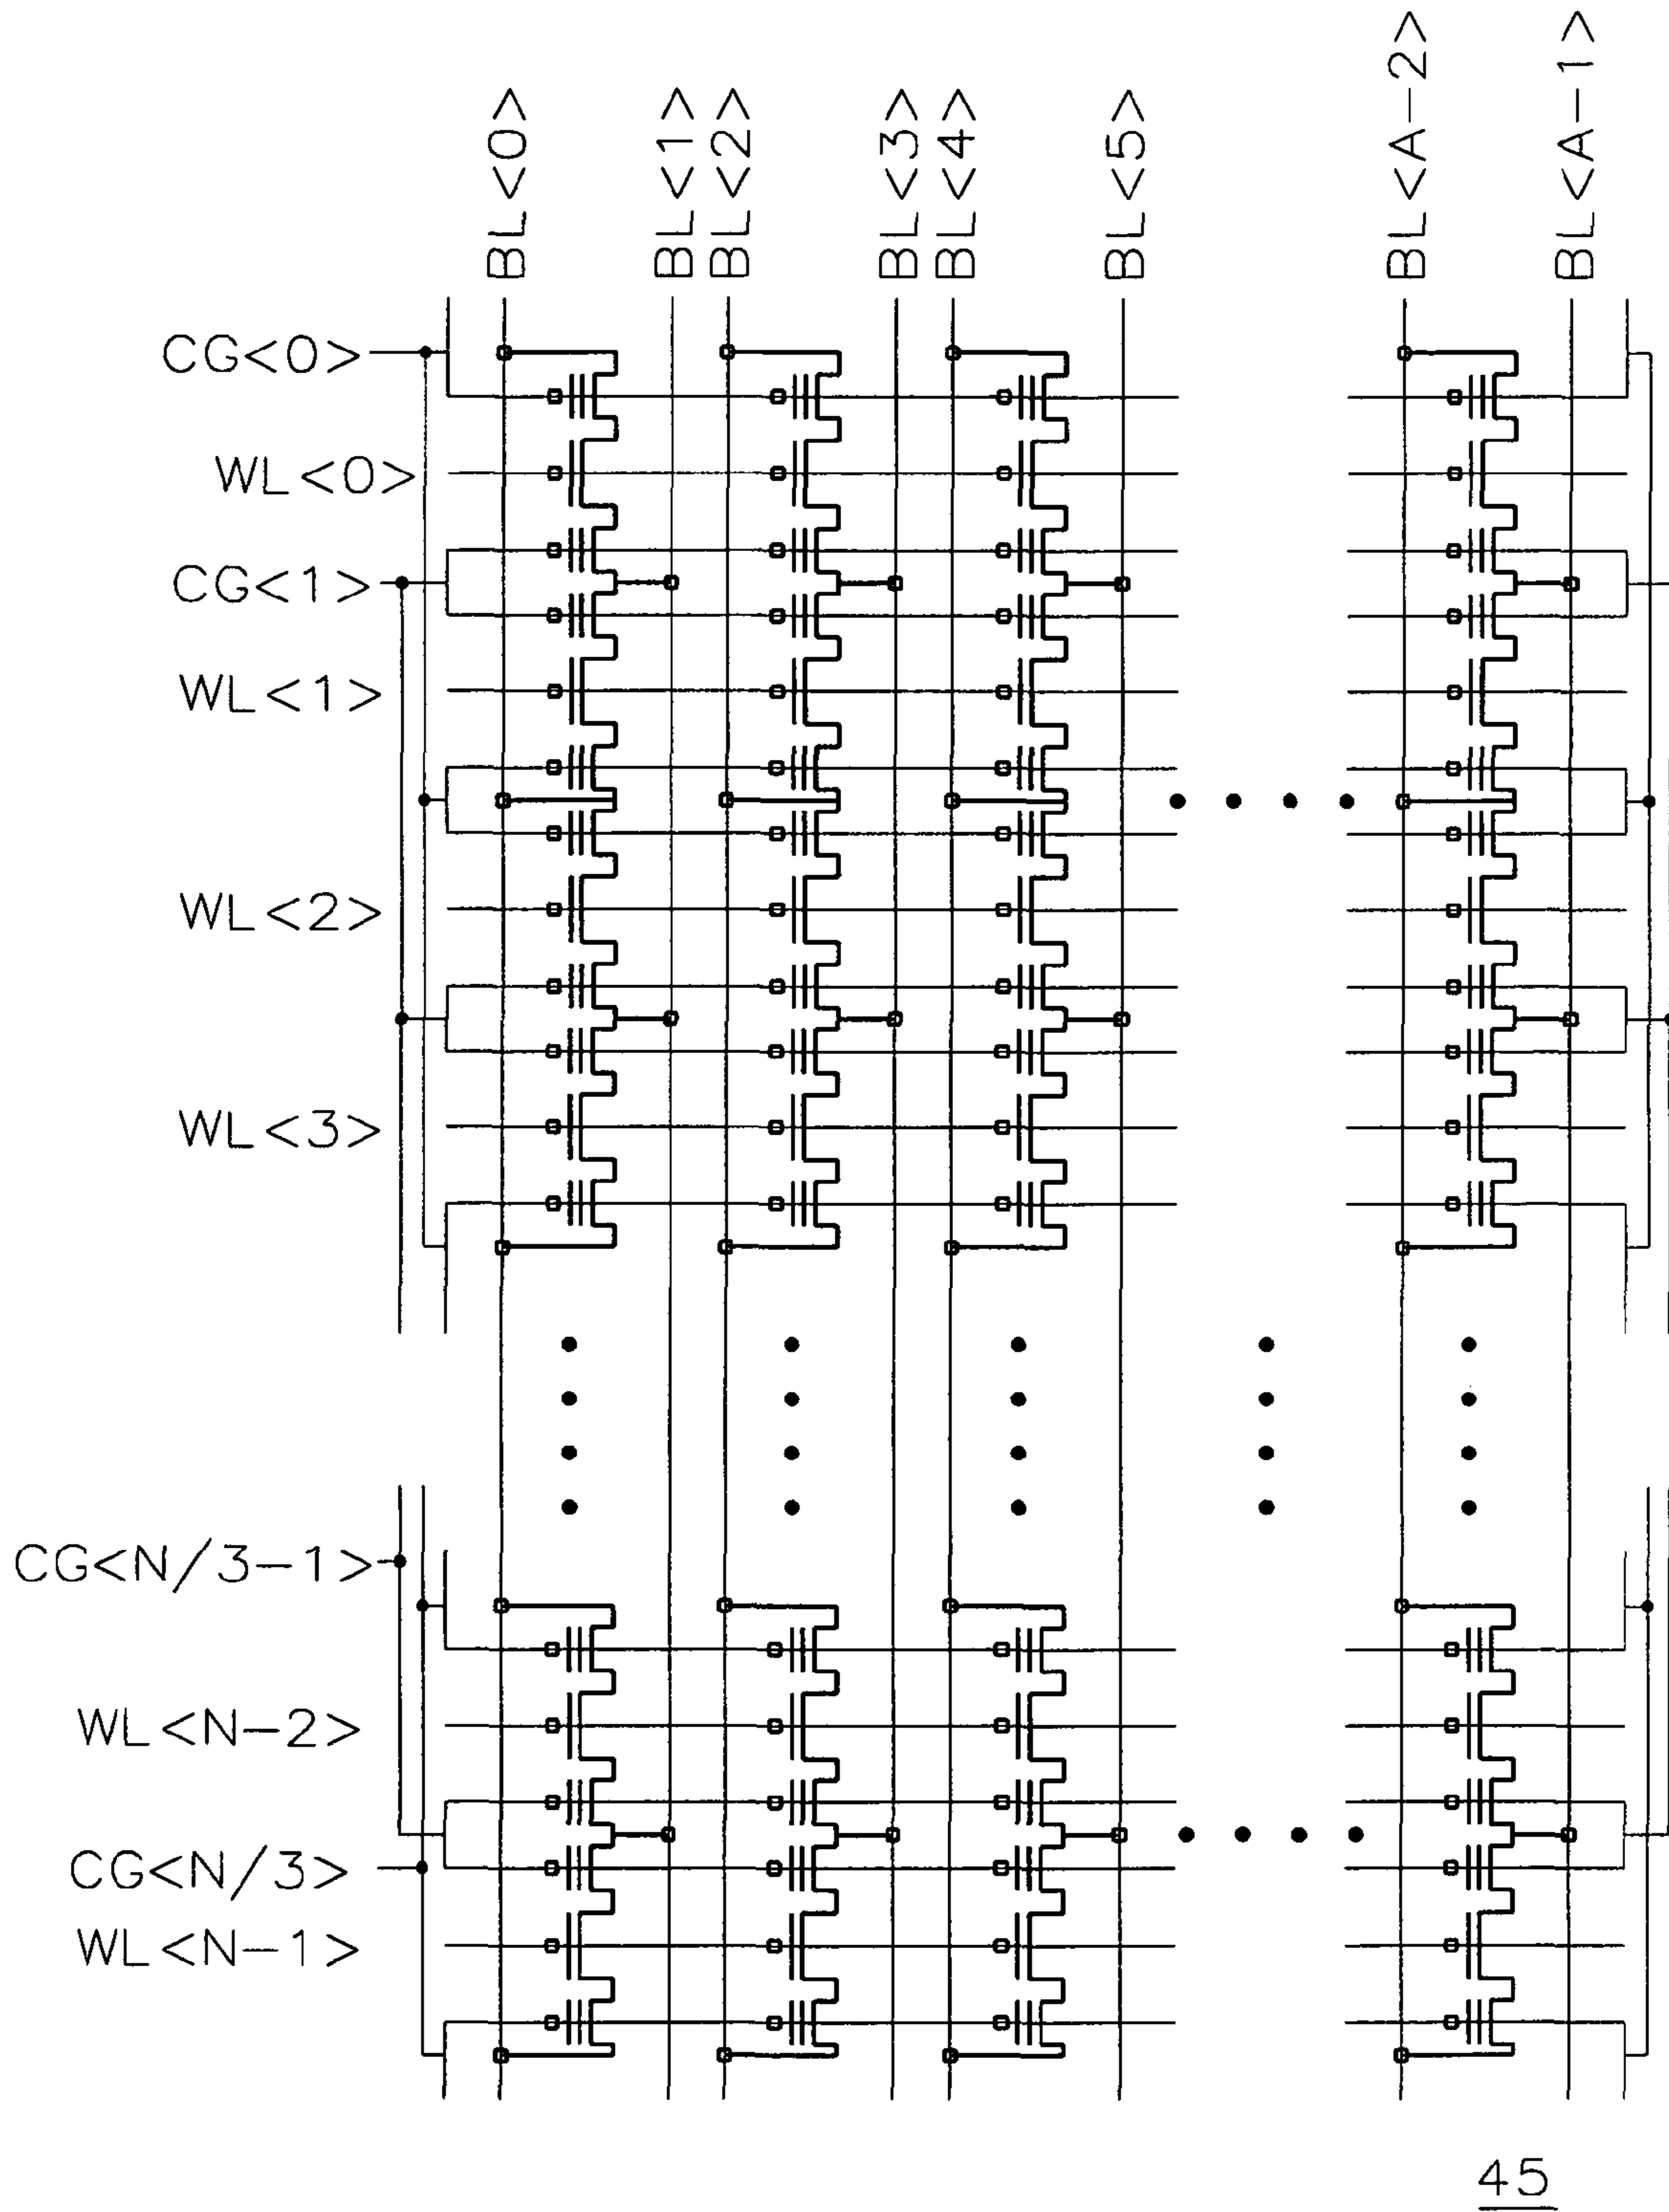 BL<0>
BL<1>
BL<2>
BL<3>
BL<4>
BL<5>
BL<A-2>
BL<A-1>
CG<0>
WL<0>
CG<1>
WL<1>
WL<2>
WL<3>
CG<N/3-1>
WL<N-2>
CG<N/3>
WL<N-1>
45